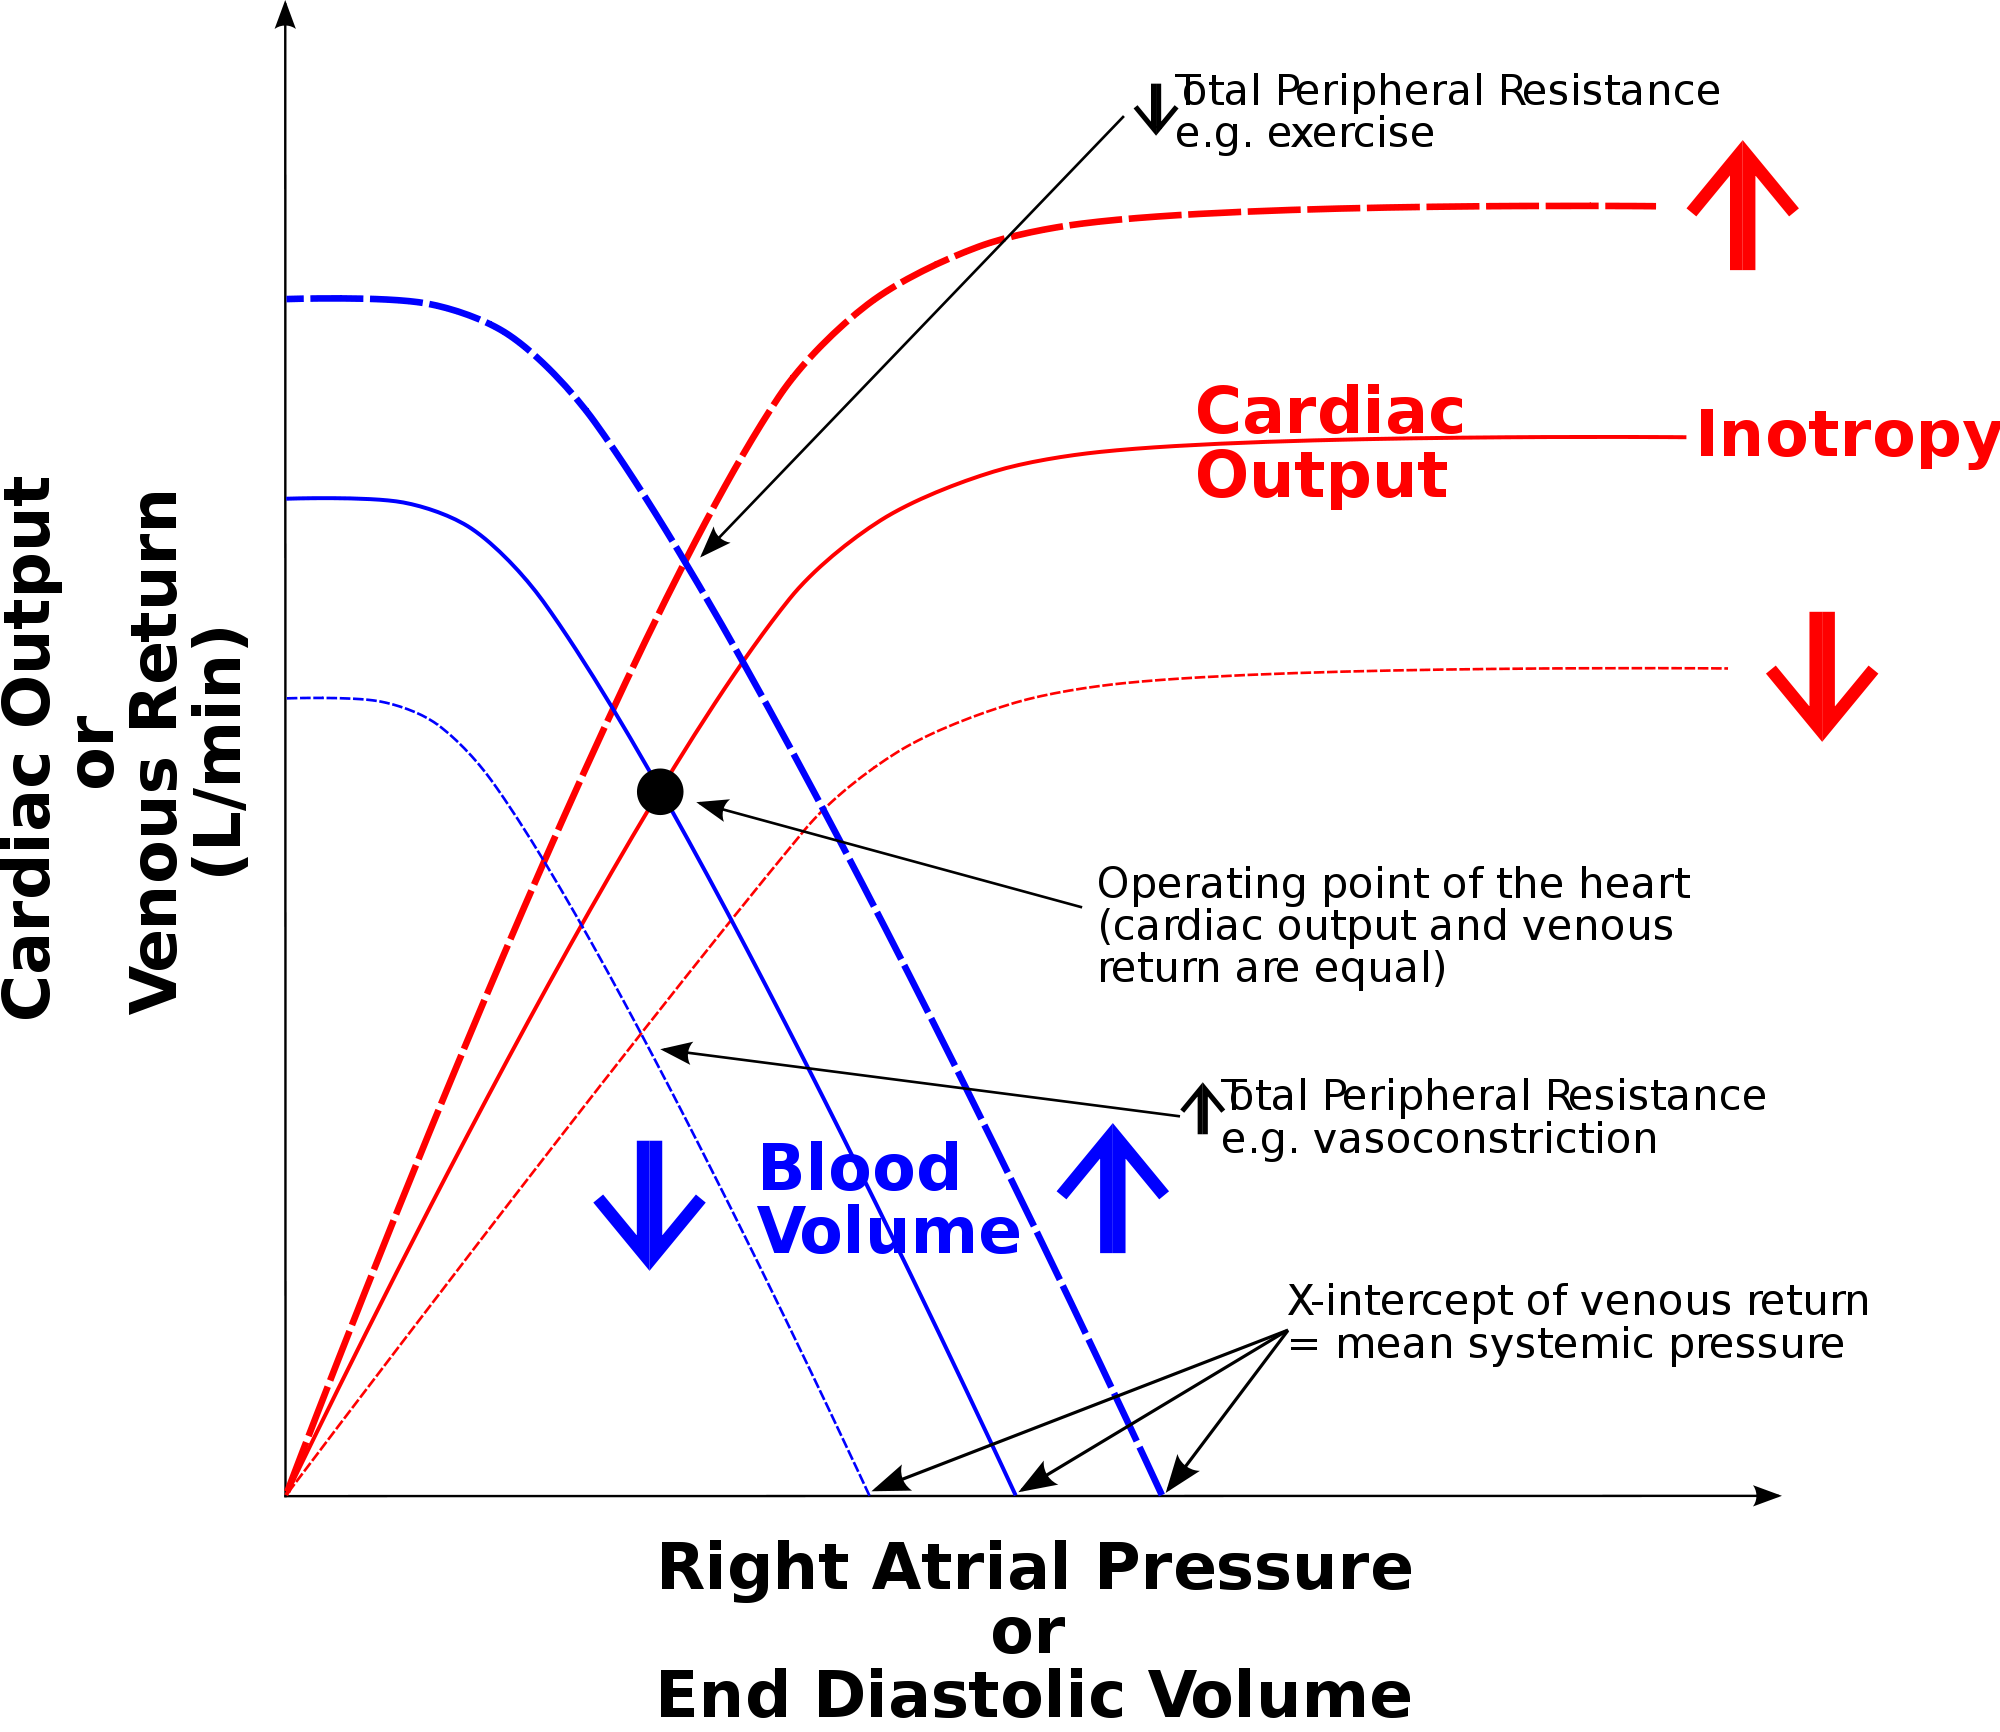 Cardiac Output
or
Venous Return
(L/min)
Total Peripheral Resistance
e.g. exercise
Cardiac
Output
Inotropy
Operating point of the heart
(cardiac output and venous
return are equal)
Total Peripheral Resistance
e.g. vasoconstriction
Blood
Volume
X-intercept of venous return
= mean systemic pressure
Right Atrial Pressure
or
End Diastolic Volume